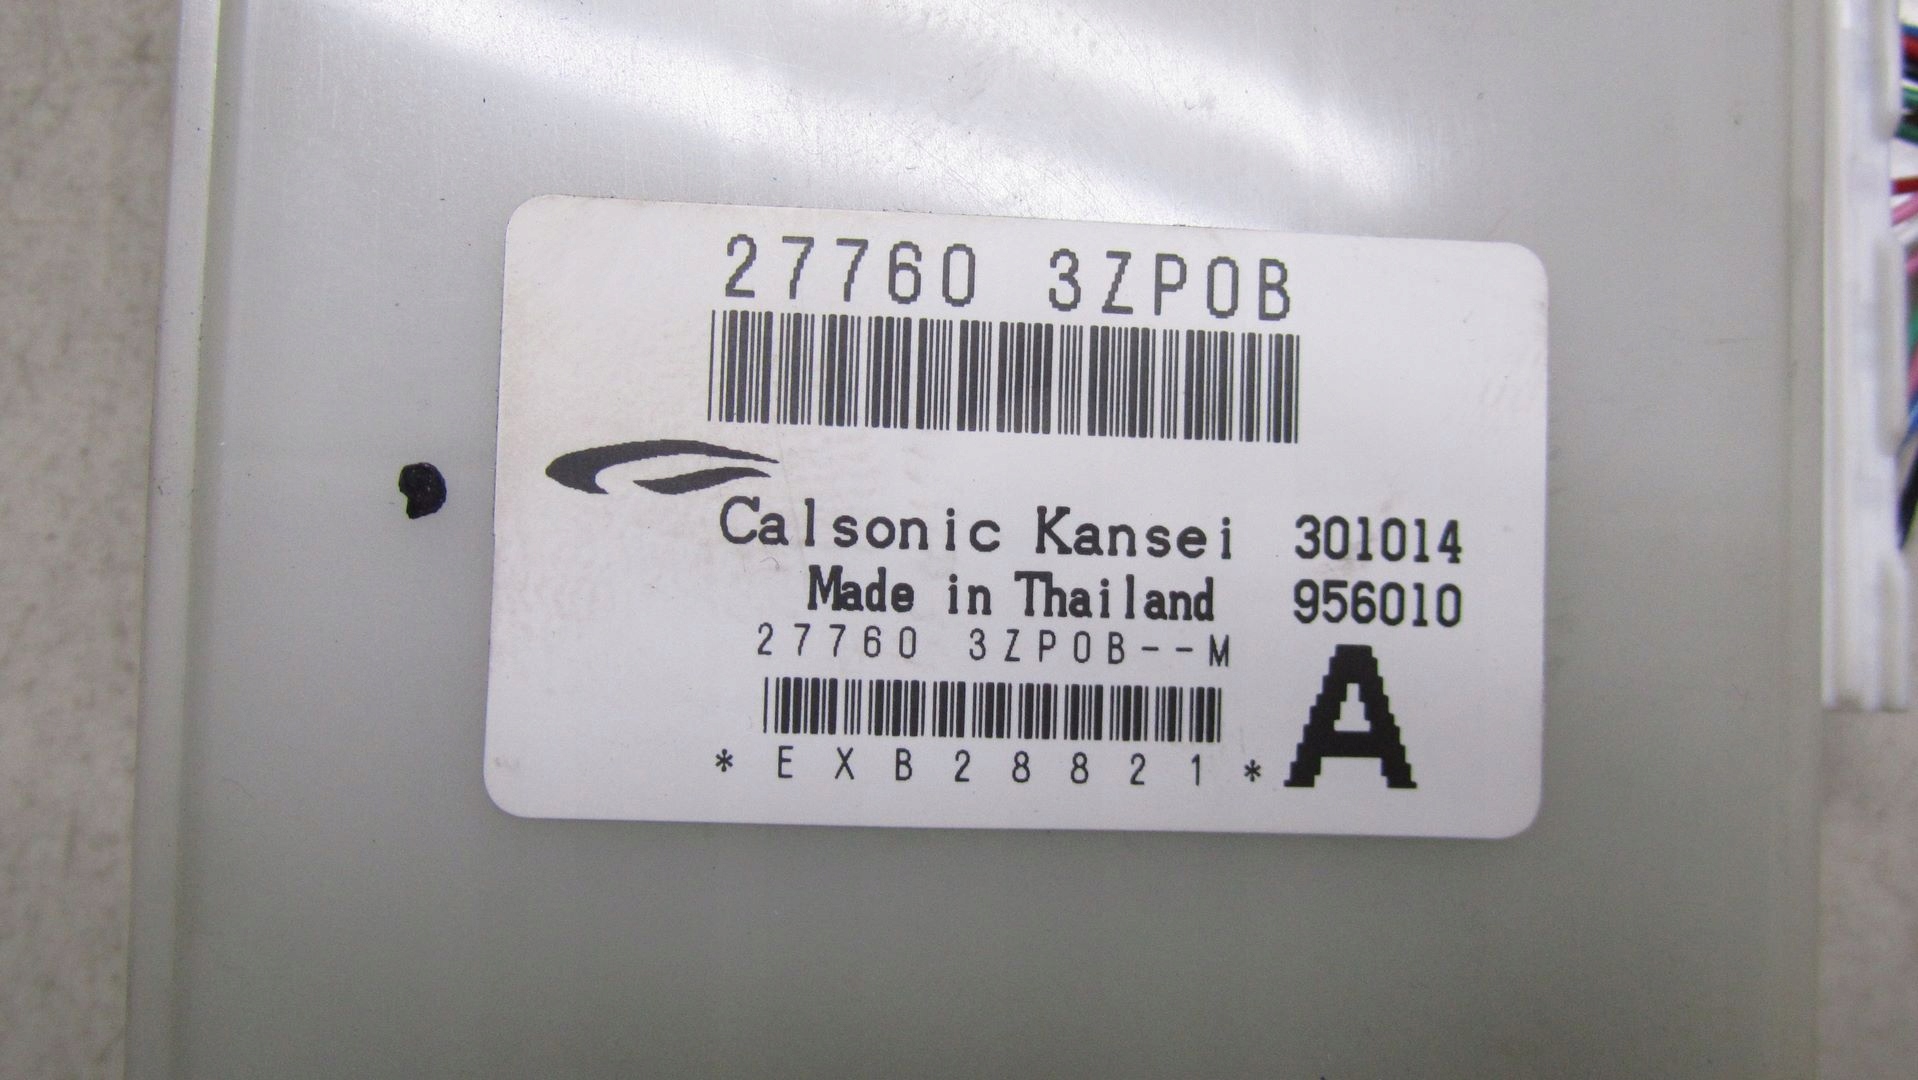 27760 3ZP0B
Calsonic Kansei 301014
Made in Thailand 956010
27760 3ZP0B--M
*EXB28821*
A